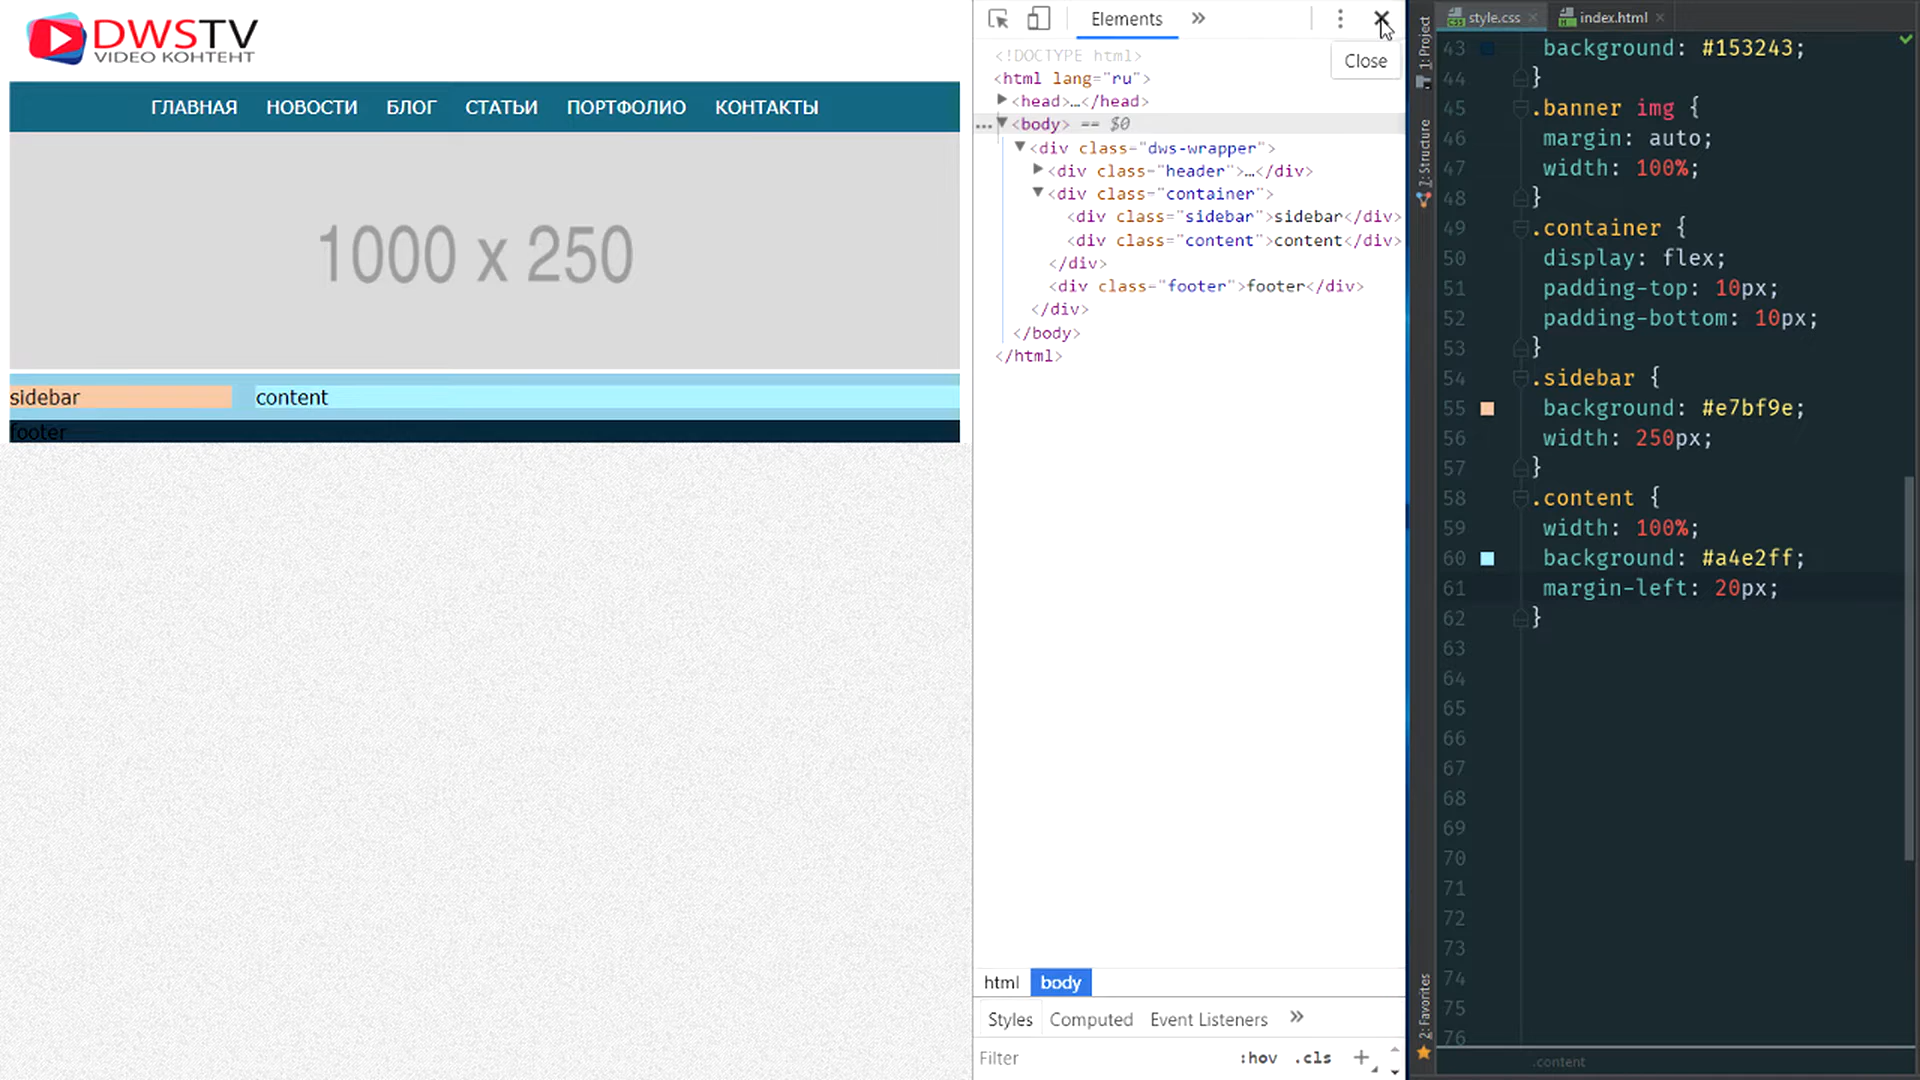 DWSTV
VIDEO КОНТЕНТ
ГЛАВНАЯ НОВОСТИ БЛОГ СТАТЬИ ПОРТФОЛИО КОНТАКТЫ
1000 x 250
sidebar content
footer
Elements »
Close
<!DOCTYPE html>
<html lang="ru">
<head>…</head>
… <body> == $0
<div class="dws-wrapper">
<div class="header">…</div>
<div class="container">
<div class="sidebar">sidebar</div>
<div class="content">content</div>
</div>
<div class="footer">footer</div>
</div>
</body>
</html>
html body
Styles Computed Event Listeners »
Filter :hov .cls +
1: Project
7: Structure
2: Favorites
style.css index.html
43 background: #153243;
44 }
45 .banner img {
46 margin: auto;
47 width: 100%;
48 }
49 .container {
50 display: flex;
51 padding-top: 10px;
52 padding-bottom: 10px;
53 }
54 .sidebar {
55 background: #e7bf9e;
56 width: 250px;
57 }
58 .content {
59 width: 100%;
60 background: #a4e2ff;
61 margin-left: 20px;
62 }
63
64
65
66
67
68
69
70
71
72
73
74
75
76
.content